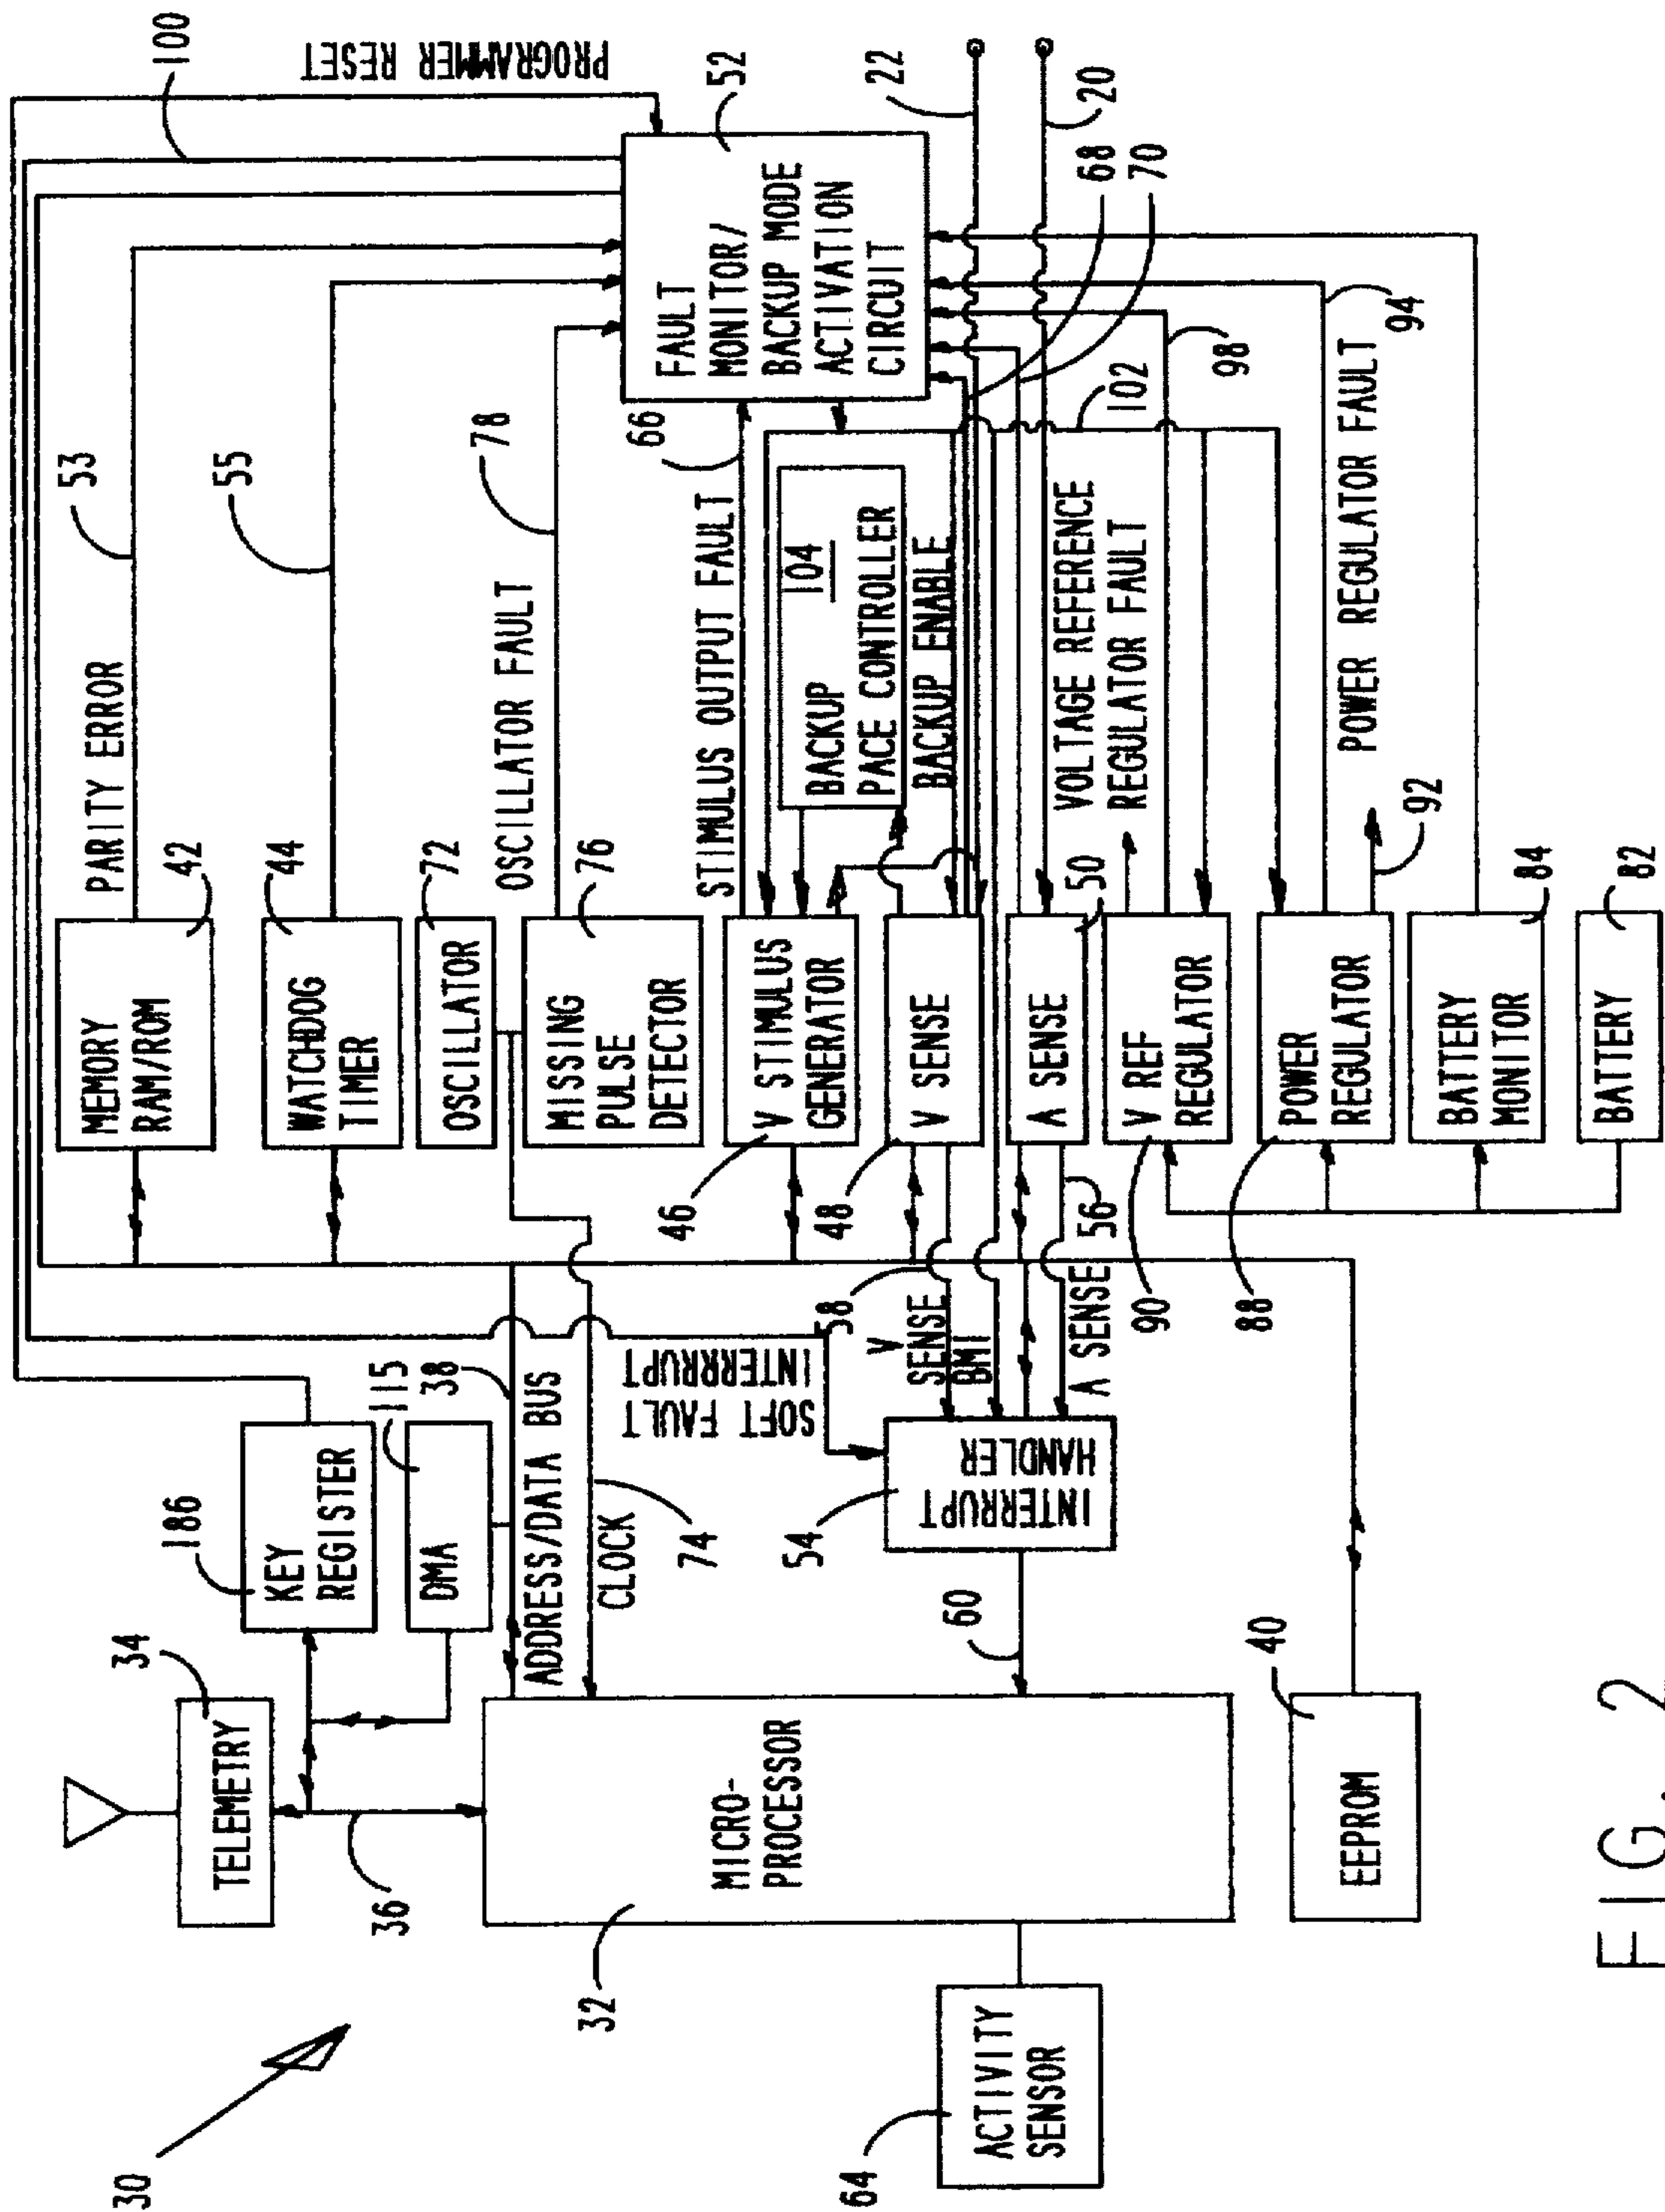 30
34
TELEMETRY
36
186
KEY
REGISTER
115
DMA
38
ADDRESS/DATA BUS
CLOCK
74
32
MICRO-
PROCESSOR
64
ACTIVITY
SENSOR
40
EEPROM
60
54
INTERRUPT
HANDLER
SOFT FAULT
INTERRUPT
58
V
SENSE
BMI
A SENSE
56
MEMORY
RAM/ROM
42
PARITY ERROR
53
WATCHDOG
TIMER
44
55
OSCILLATOR
72
MISSING
PULSE
DETECTOR
76
OSCILLATOR FAULT
78
V STIMULUS
GENERATOR
46
STIMULUS OUTPUT FAULT
66
BACKUP
104
PACE CONTROLLER
BACKUP ENABLE
V SENSE
48
A SENSE
50
VOLTAGE REFERENCE
REGULATOR FAULT
V REF
REGULATOR
90
98
102
POWER
REGULATOR
88
POWER REGULATOR FAULT
92
94
BATTERY
MONITOR
84
BATTERY
82
FAULT
MONITOR/
BACKUP MODE
ACTIVATION
CIRCUIT
52
100
PROGRAMMER RESET
22
20
68
70
FIG. 2